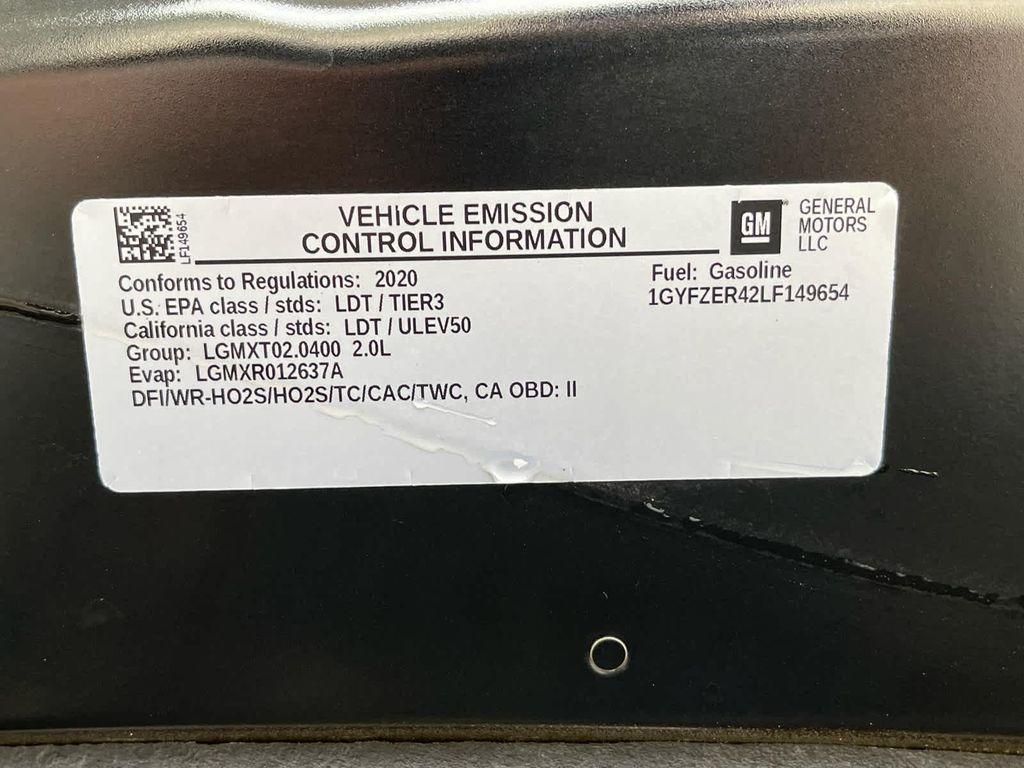 LF149654
VEHICLE EMISSION
CONTROL INFORMATION
GM
GENERAL
MOTORS
LLC
Conforms to Regulations: 2020
U.S. EPA class / stds: LDT / TIER3
California class / stds: LDT / ULEV50
Group: LGMXT02.0400 2.0L
Evap: LGMXR012637A
DFI/WR-HO2S/HO2S/TC/CAC/TWC, CA OBD: II
Fuel: Gasoline
1GYFZER42LF149654